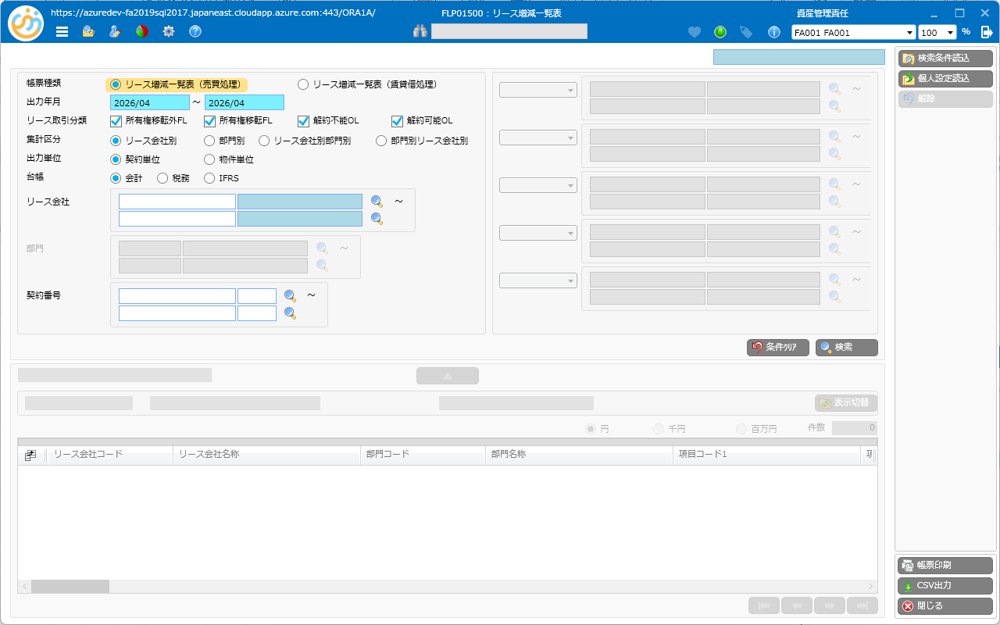 https://azuredev-fa2019sql2017.japaneast.cloudapp.azure.com:443/ORA1A/
FLP01500 : リース増減一覧表
資産管理責任
FA001 FA001
100
%
検索条件読込
個人設定読込
解除
帳票種類
リース増減一覧表（売買処理）
リース増減一覧表（賃貸借処理）
出力年月
2026/04 ～ 2026/04
リース取引分類
所有権移転外FL
所有権移転FL
解約不能OL
解約可能OL
集計区分
リース会社別
部門別
リース会社別部門別
部門別リース会社別
出力単位
契約単位
物件単位
台帳
会計
税務
IFRS
リース会社
～
部門
～
契約番号
～
～
～
～
～
～
条件クリア
検索
表示切替
円
千円
百万円
件数
0
リース会社コード
リース会社名称
部門コード
部門名称
項目コード1
帳票印刷
CSV出力
閉じる